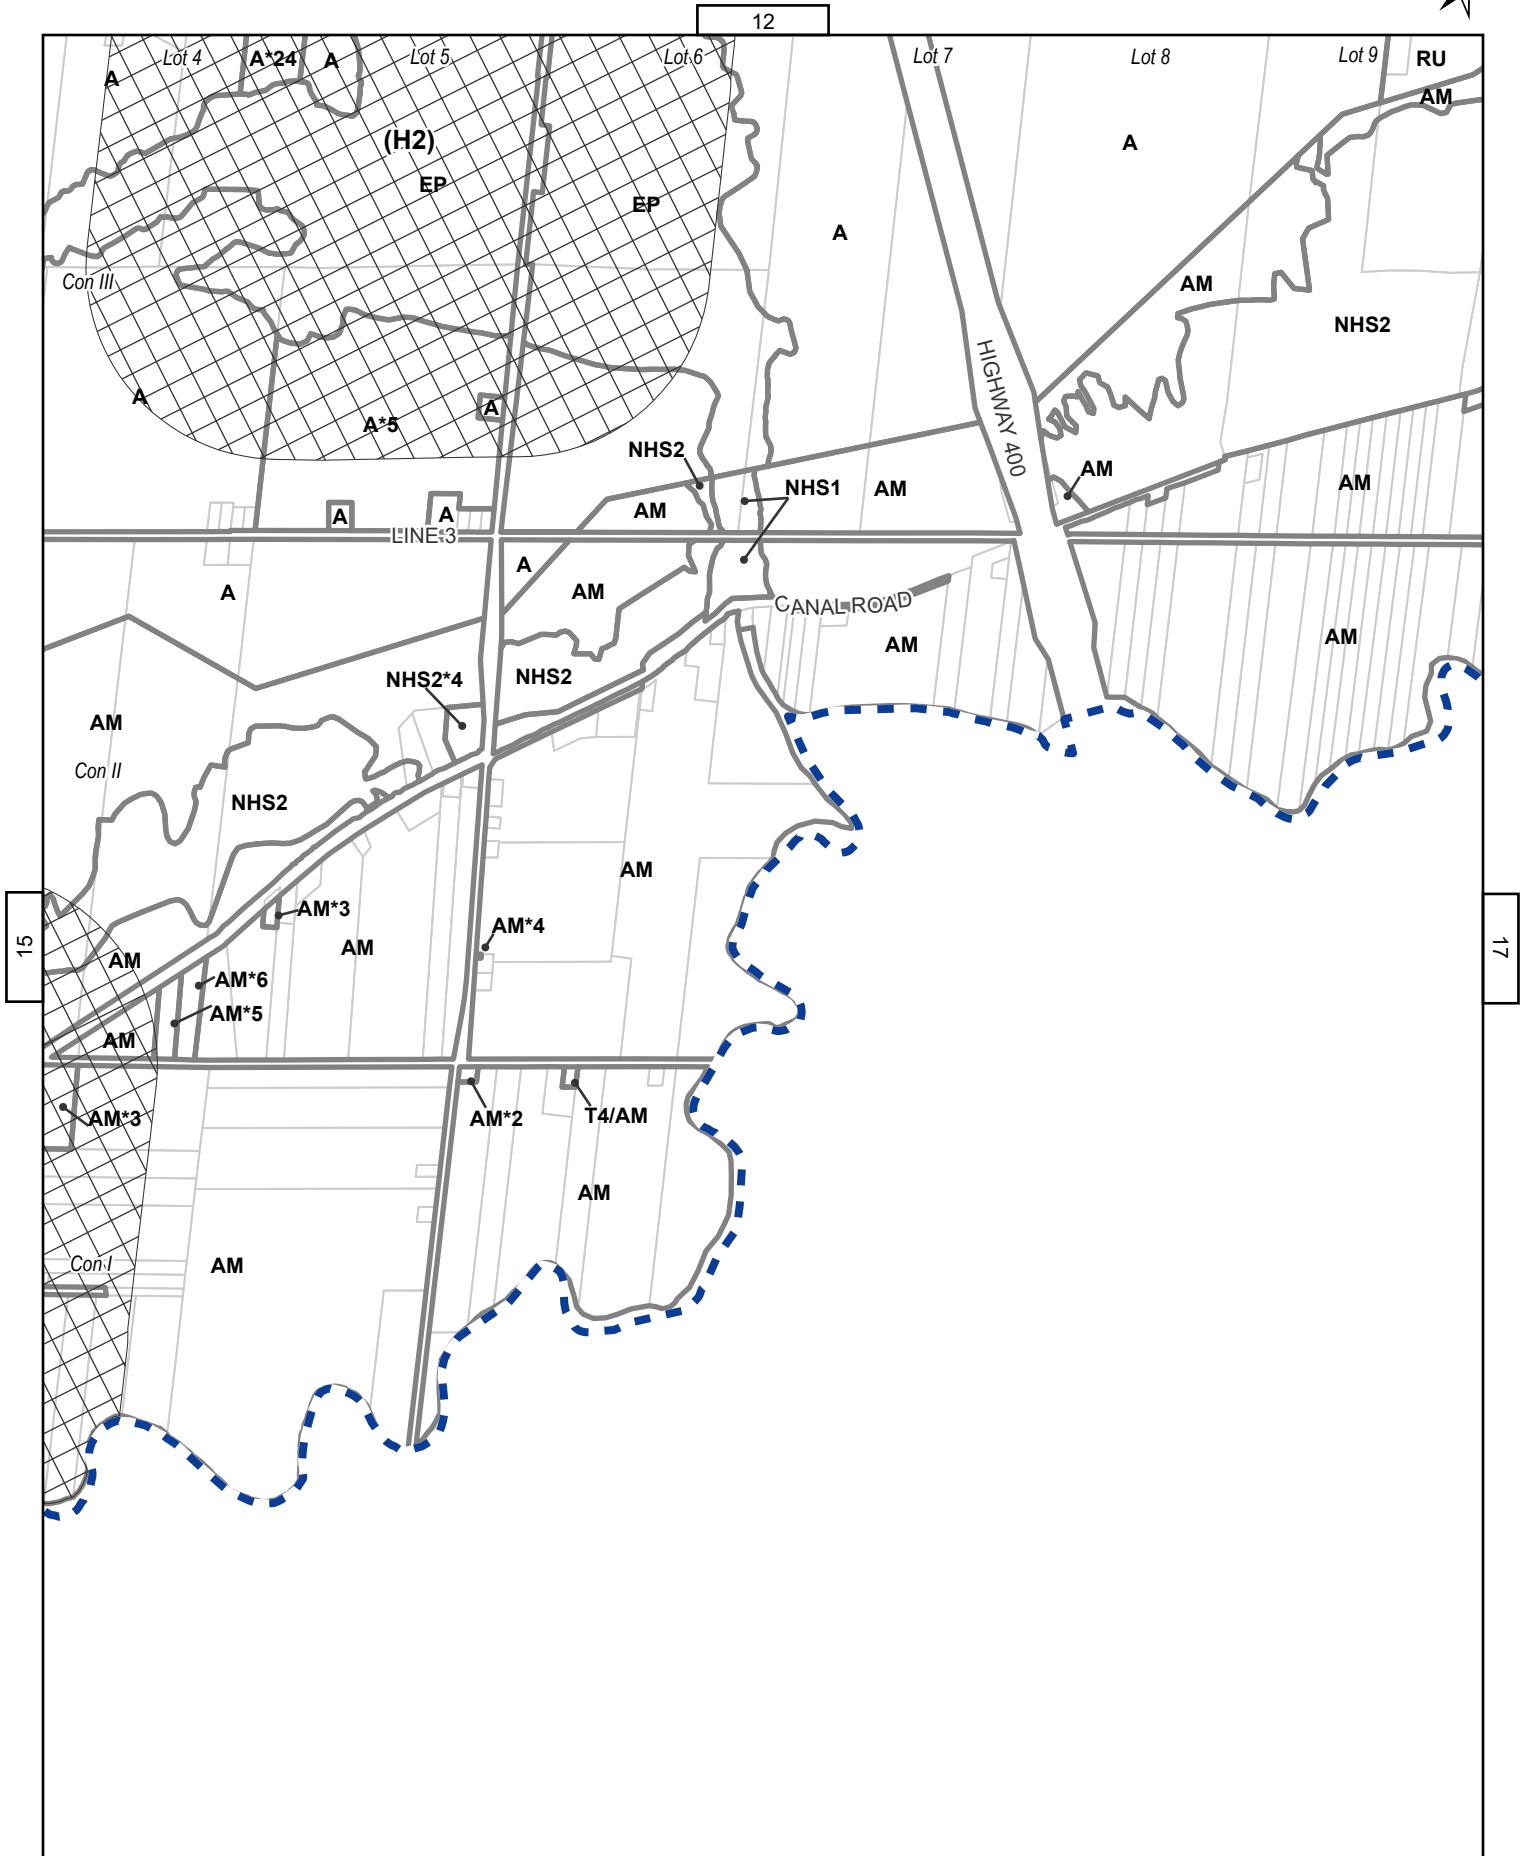 12
Lot 4
A*24
A
Lot 5
Lot 6
Lot 7
Lot 8
Lot 9
RU
A
AM
(H2)
A
EP
EP
A
Con III
AM
NHS2
HIGHWAY 400
A
A
A*5
NHS2
AM
NHS1
AM
AM
AM
A
A
LINE 3
A
A
AM
CANAL ROAD
AM
AM
NHS2*4
NHS2
AM
Con II
NHS2
AM
AM*3
AM*4
15
AM
AM
17
AM*6
AM*5
AM
AM*3
AM*2
T4/AM
AM
Con I
AM